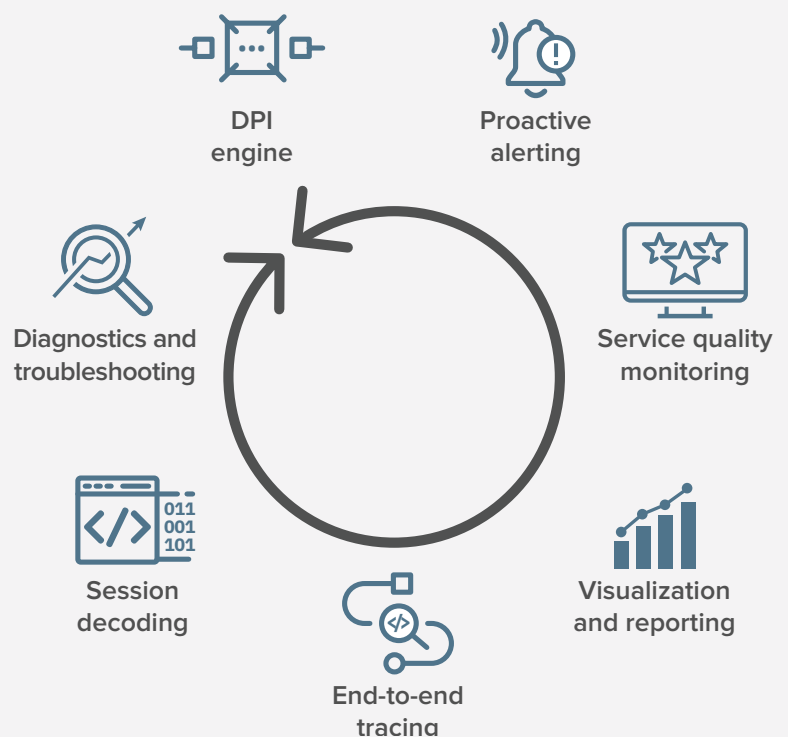 DPI
engine
Proactive
alerting
Service quality
monitoring
Diagnostics and
troubleshooting
011
001
101
Session
decoding
Visualization
and reporting
End-to-end
tracing